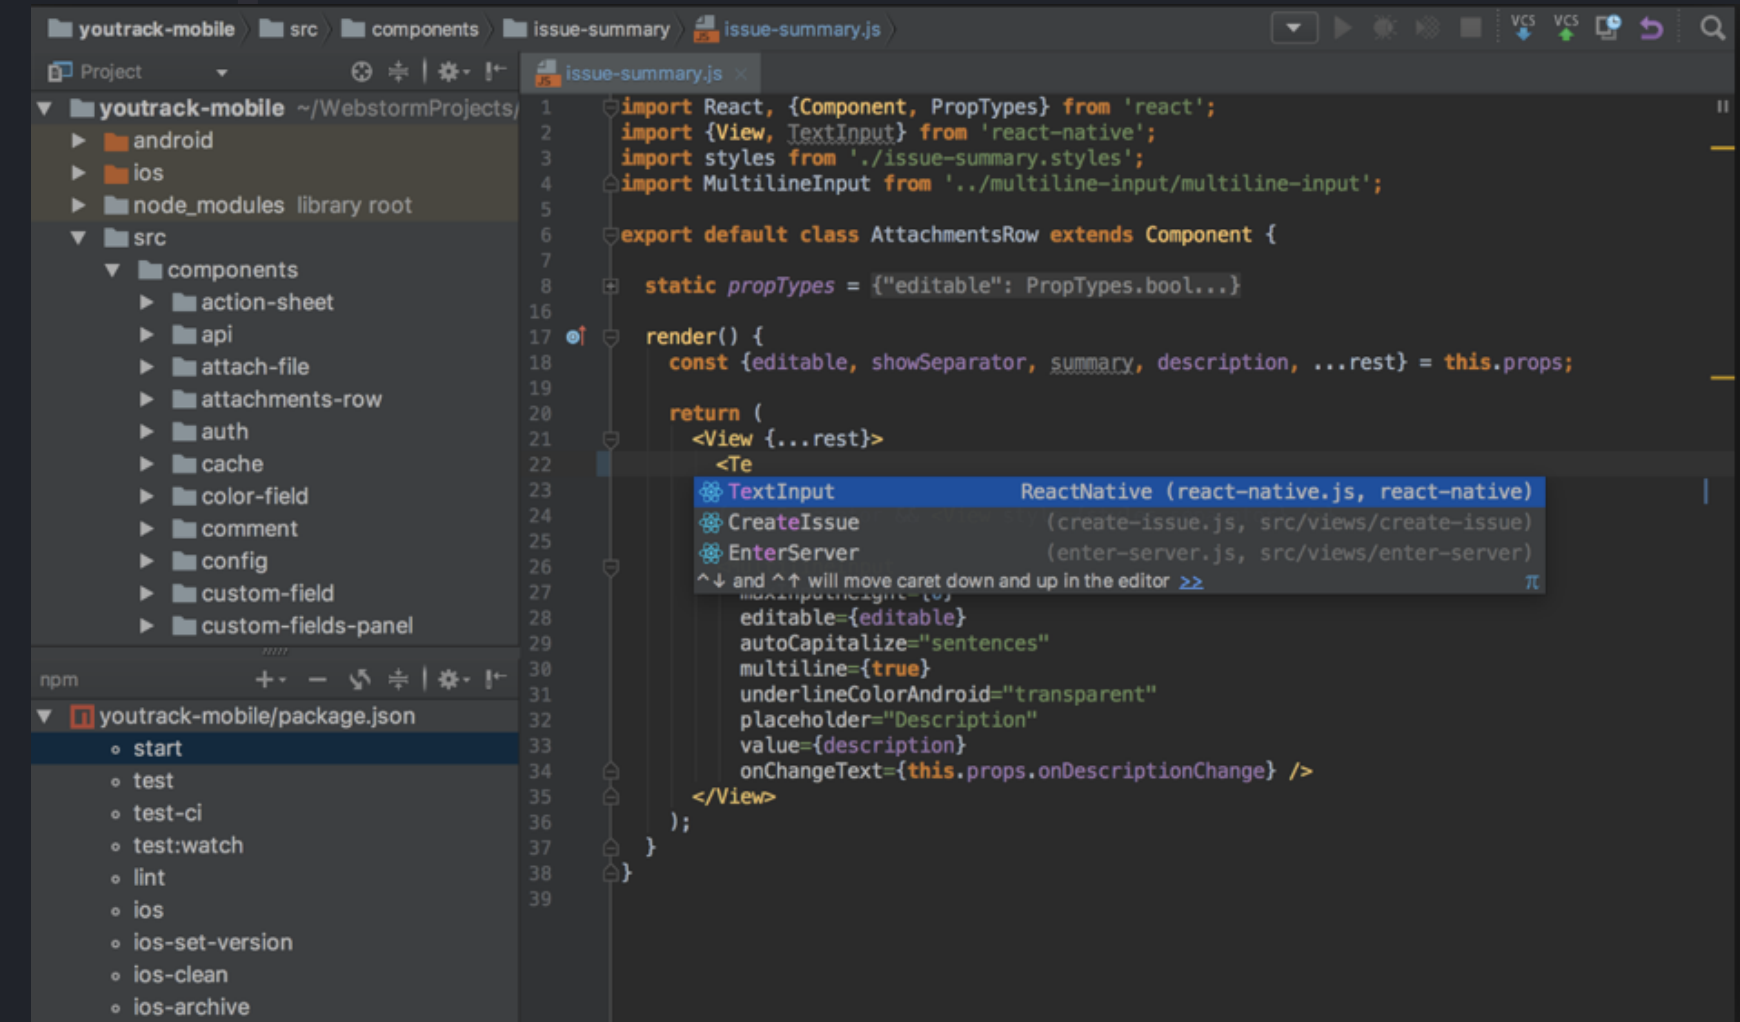 youtrack-mobile src components issue-summary issue-summary.js
VCS VCS
Project
issue-summary.js
youtrack-mobile ~/WebstormProjects/
android
ios
node_modules library root
src
components
action-sheet
api
attach-file
attachments-row
auth
cache
color-field
comment
config
custom-field
custom-fields-panel
npm
youtrack-mobile/package.json
start
test
test-ci
test:watch
lint
ios
ios-set-version
ios-clean
ios-archive
1 import React, {Component, PropTypes} from 'react';
2 import {View, TextInput} from 'react-native';
3 import styles from './issue-summary.styles';
4 import MultilineInput from '../multiline-input/multiline-input';
5
6 export default class AttachmentsRow extends Component {
7
8 static propTypes = {"editable": PropTypes.bool...}
16
17 render() {
18 const {editable, showSeparator, summary, description, ...rest} = this.props;
19
20 return (
21 <View {...rest}>
22 <Te
23 TextInput ReactNative (react-native.js, react-native)
24 CreateIssue (create-issue.js, src/views/create-issue)
25 EnterServer (enter-server.js, src/views/enter-server)
26 ^↓ and ^↑ will move caret down and up in the editor >> π
27
28 editable={editable}
29 autoCapitalize="sentences"
30 multiline={true}
31 underlineColorAndroid="transparent"
32 placeholder="Description"
33 value={description}
34 onChangeText={this.props.onDescriptionChange} />
35 </View>
36 );
37 }
38 }
39